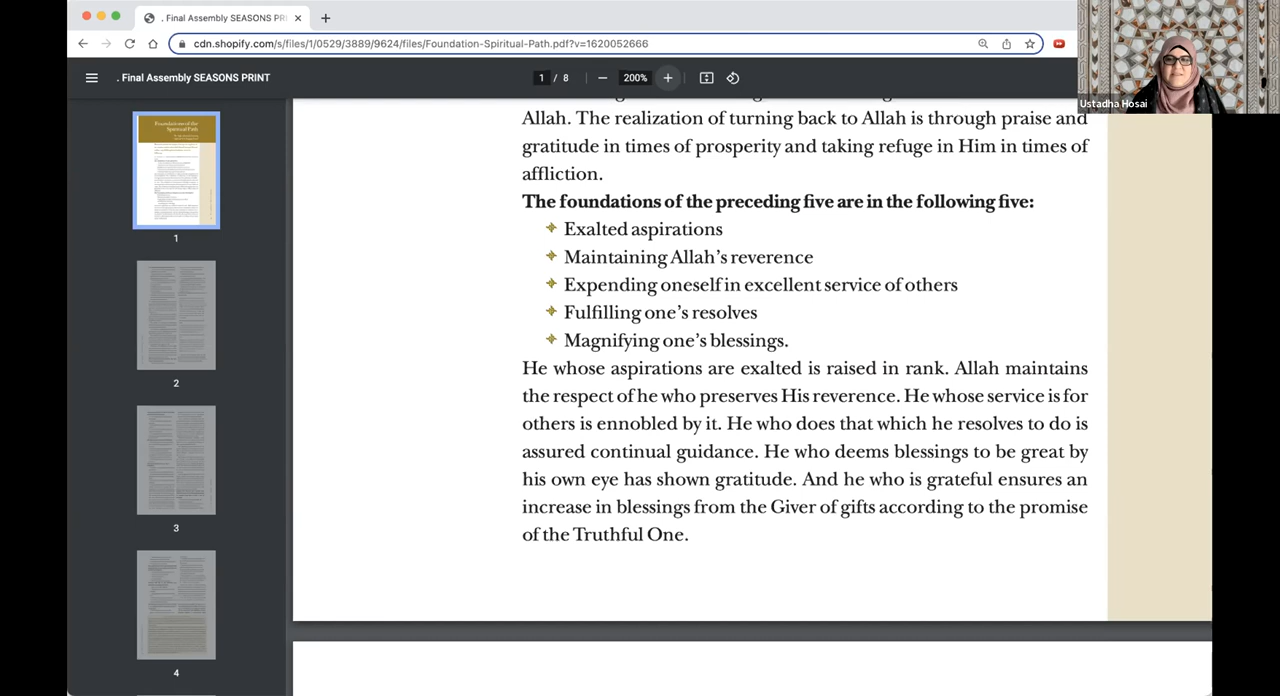 . Final Assembly SEASONS PRI
cdn.shopify.com/s/files/1/0529/3889/9624/files/Foundation-Spiritual-Path.pdf?v=1620052666
. Final Assembly SEASONS PRINT
1 / 8
200%
Ustadha Hosai
Foundations of the
Spiritual Path
1
2
3
4
Allah. The realization of turning back to Allah is through praise and
gratitude in times of prosperity and taking refuge in Him in times of
affliction.
The foundations of the preceding five are in the following five:
Exalted aspirations
Maintaining Allah's reverence
Expending oneself in excellent service of others
Fulfilling one's resolves
Magnifying one's blessings.
He whose aspirations are exalted is raised in rank. Allah maintains
the respect of he who preserves His reverence. He whose service is for
others is ennobled by it. He who does that which he resolves to do is
assured continual guidance. He who deems blessings to be great by
his own eye has shown gratitude. And he who is grateful ensures an
increase in blessings from the Giver of gifts according to the promise
of the Truthful One.